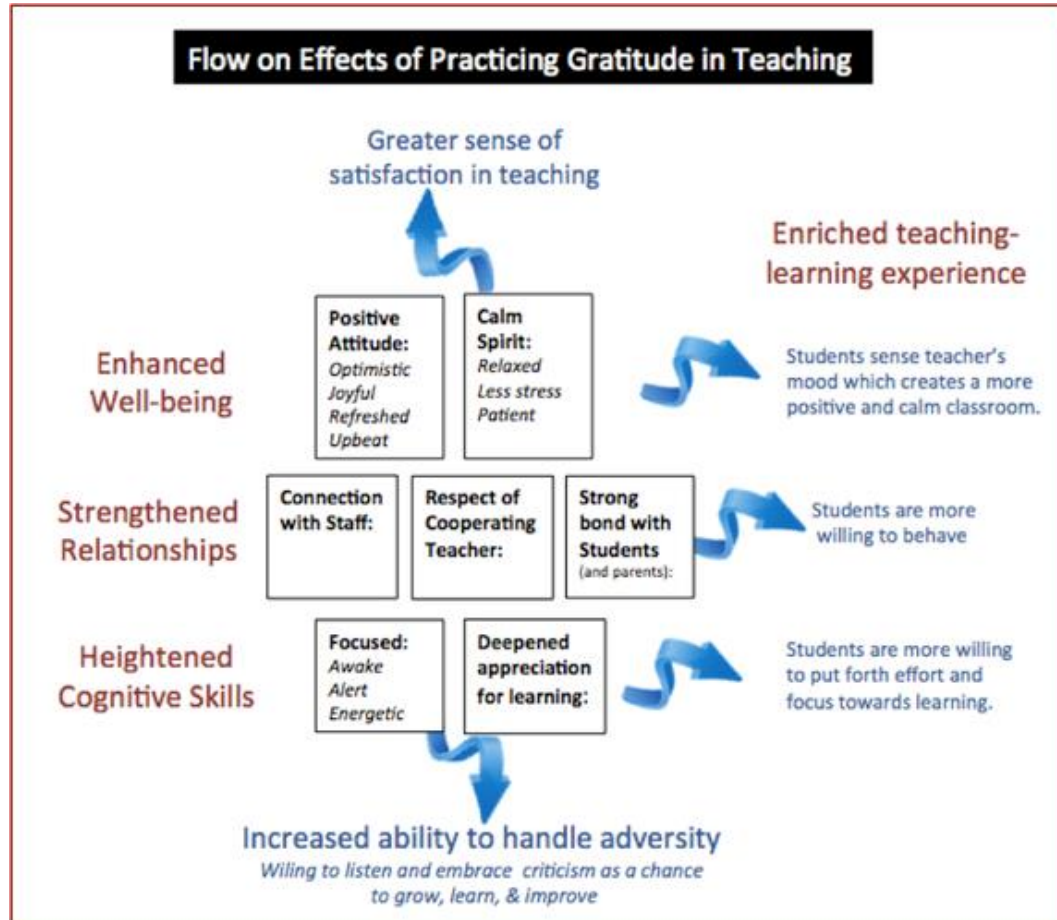 Flow on Effects of Practicing Gratitude in Teaching
Greater sense of
satisfaction in teaching
Enriched teaching-
learning experience
Enhanced
Well-being
Positive
Attitude:
Optimistic
Joyful
Refreshed
Upbeat
Calm
Spirit:
Relaxed
Less stress
Patient
Students sense teacher's
mood which creates a more
positive and calm classroom.
Strengthened
Relationships
Connection
with Staff:
Respect of
Cooperating
Teacher:
Strong
bond with
Students
(and parents):
Students are more
willing to behave
Heightened
Cognitive Skills
Focused:
Awake
Alert
Energetic
Deepened
appreciation
for learning:
Students are more willing
to put forth effort and
focus towards learning.
Increased ability to handle adversity
Wiling to listen and embrace criticism as a chance
to grow, learn, & improve